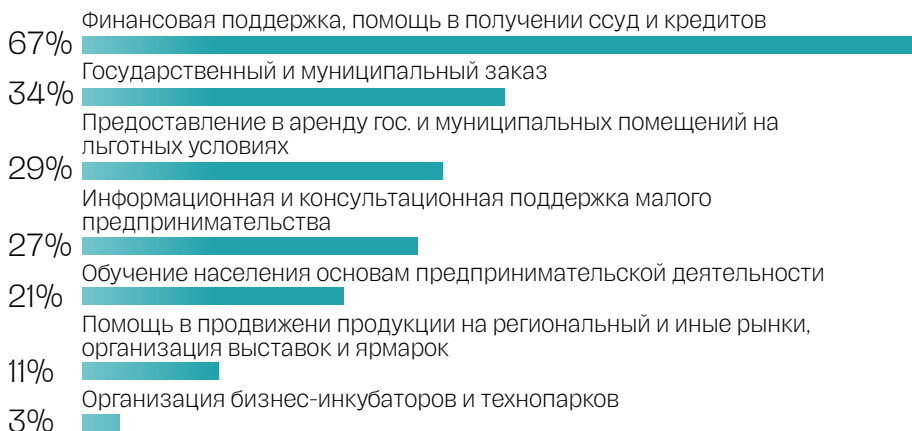 Финансовая поддержка, помощь в получении ссуд и кредитов
67%
Государственный и муниципальный заказ
34%
Предоставление в аренду гос. и муниципальных помещений на
льготных условиях
29%
Информационная и консультационная поддержка малого
предпринимательства
27%
Обучение населения основам предпринимательской деятельности
21%
Помощь в продвижени продукции на региональный и иные рынки,
организация выставок и ярмарок
11%
Организация бизнес-инкубаторов и технопарков
3%